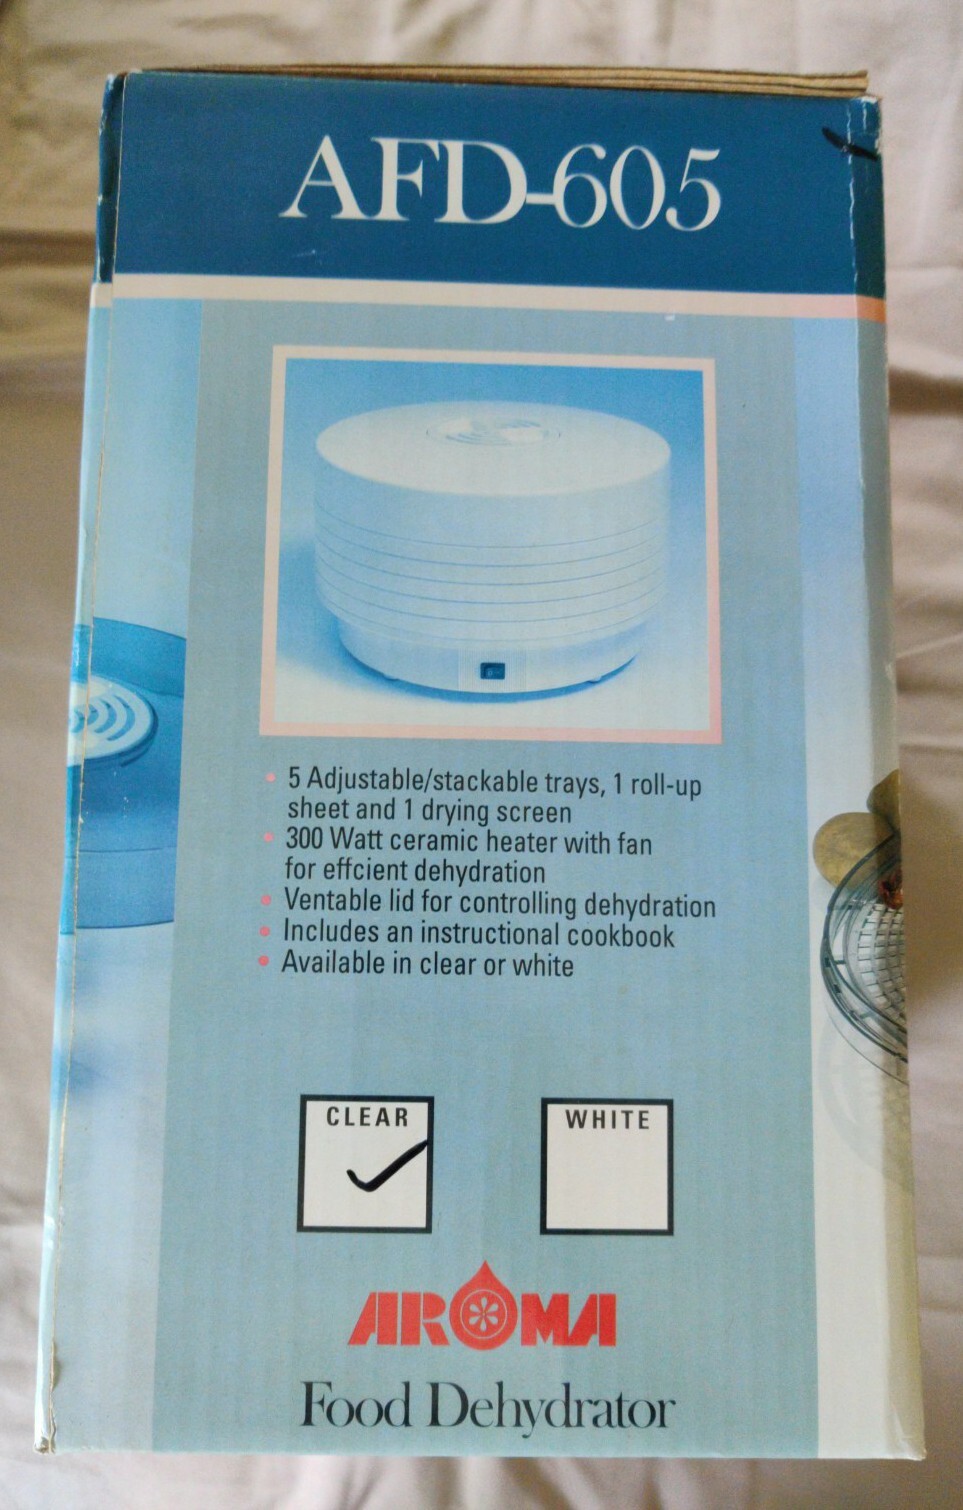 AFD-605
• 5 Adjustable/stackable trays, 1 roll-up
sheet and 1 drying screen
• 300 Watt ceramic heater with fan
for effcient dehydration
• Ventable lid for controlling dehydration
• Includes an instructional cookbook
• Available in clear or white
CLEAR
WHITE
AROMA
Food Dehydrator